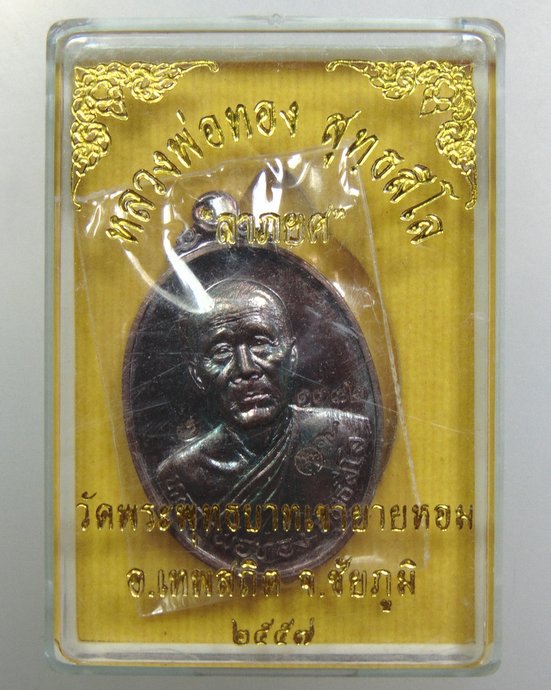 หลวงพ่อทอง สุทฺธสีโล
"ลาภยศ"
วัดพระพุทธบาทเขายายหอม
อ.เทพสถิต จ.ชัยภูมิ
๒๕๕๗